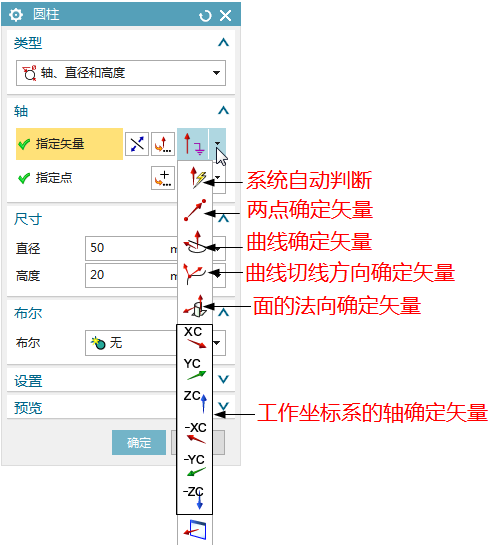 圆柱
类型
轴、直径和高度
轴
指定矢量
指定点
系统自动判断
两点确定矢量
尺寸
直径 50
曲线确定矢量
高度 20
曲线切线方向确定矢量
面的法向确定矢量
布尔
布尔 无
XC
YC
设置
ZC
预览
工作坐标系的轴确定矢量
-XC
确定
-YC
-ZC